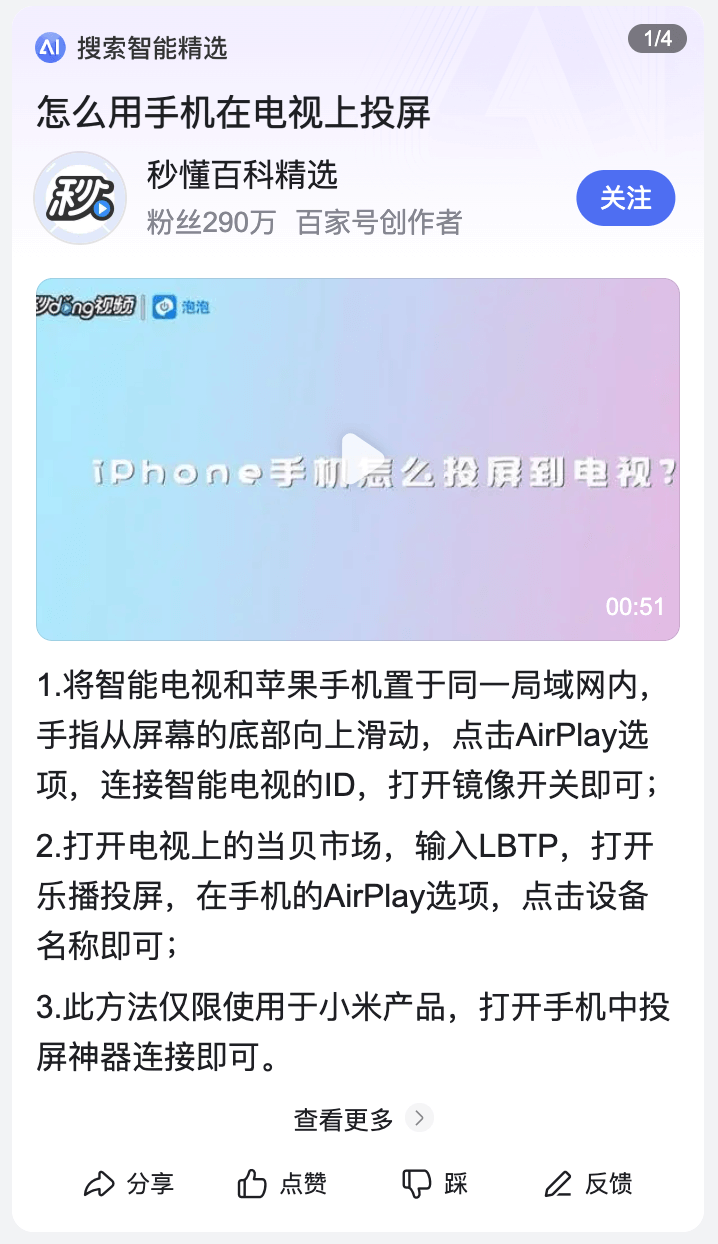 AI 搜索智能精选
1/4
怎么用手机在电视上投屏
秒
秒懂百科精选
粉丝290万 百家号创作者
关注
秒dǒng视频 | 泡泡
iPhone手机怎么投屏到电视?
00:51
1.将智能电视和苹果手机置于同一局域网内，
手指从屏幕的底部向上滑动，点击AirPlay选
项，连接智能电视的ID，打开镜像开关即可；
2.打开电视上的当贝市场，输入LBTP，打开
乐播投屏，在手机的AirPlay选项，点击设备
名称即可；
3.此方法仅限使用于小米产品，打开手机中投
屏神器连接即可。
查看更多
分享 点赞 踩 反馈